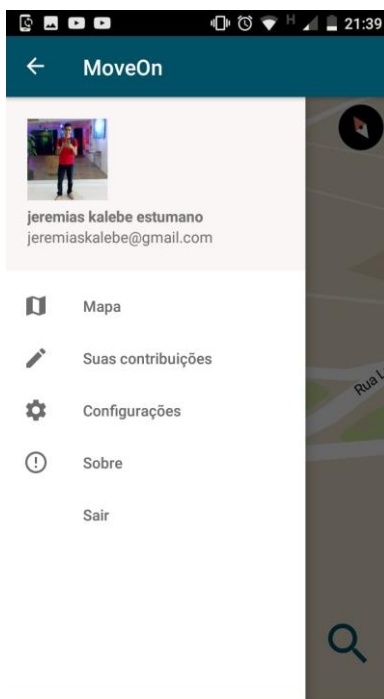 H 21:39
MoveOn
jeremias kalebe estumano
jeremiaskalebe@gmail.com
Mapa
Suas contribuições
Rua L
Configurações
Sobre
Sair